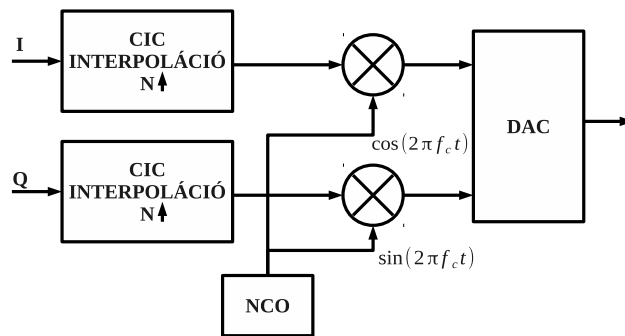 I
CIC
INTERPOLÁCIÓ
N
cos(2πf_c t)
DAC
Q
CIC
INTERPOLÁCIÓ
N
sin(2πf_c t)
NCO